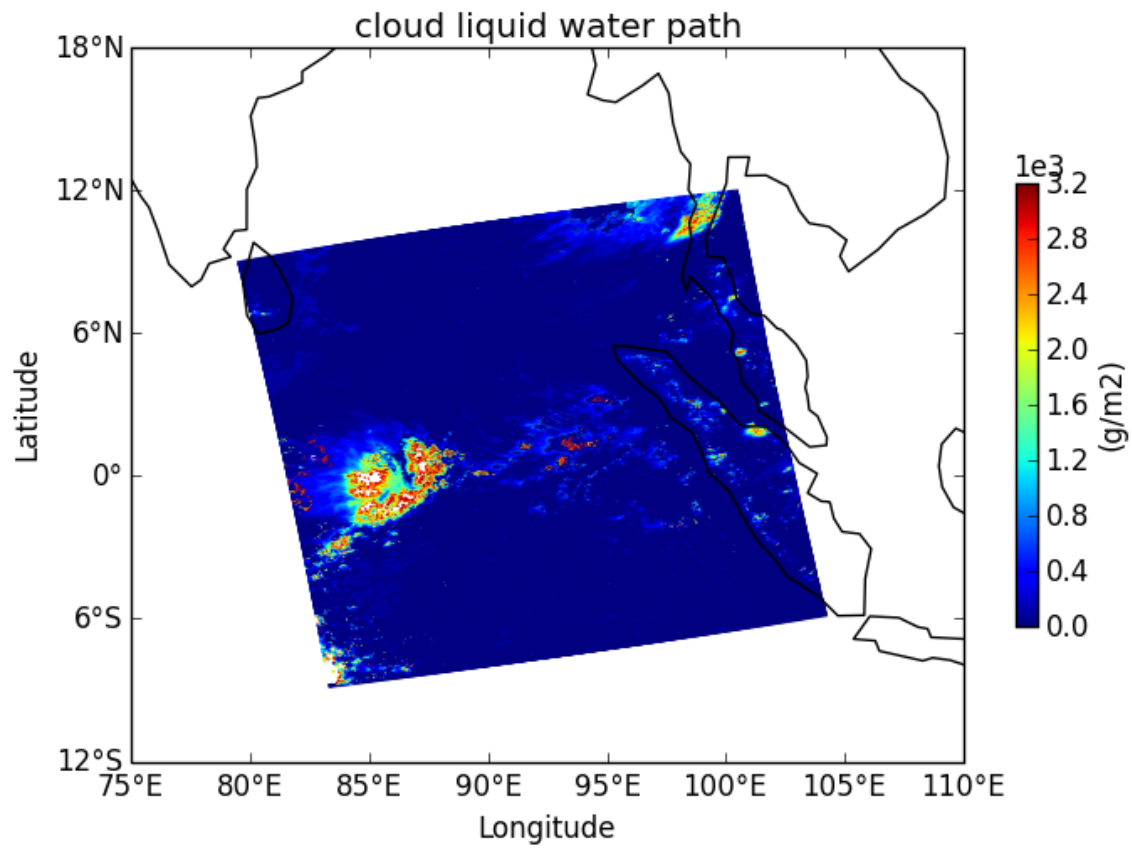 cloud liquid water path
18°N
12°N
6°N
0°
6°S
12°S
Latitude
75°E 80°E 85°E 90°E 95°E 100°E 105°E 110°E
Longitude
1e3
3.2
2.8
2.4
2.0
1.6
1.2
0.8
0.4
0.0
(g/m2)